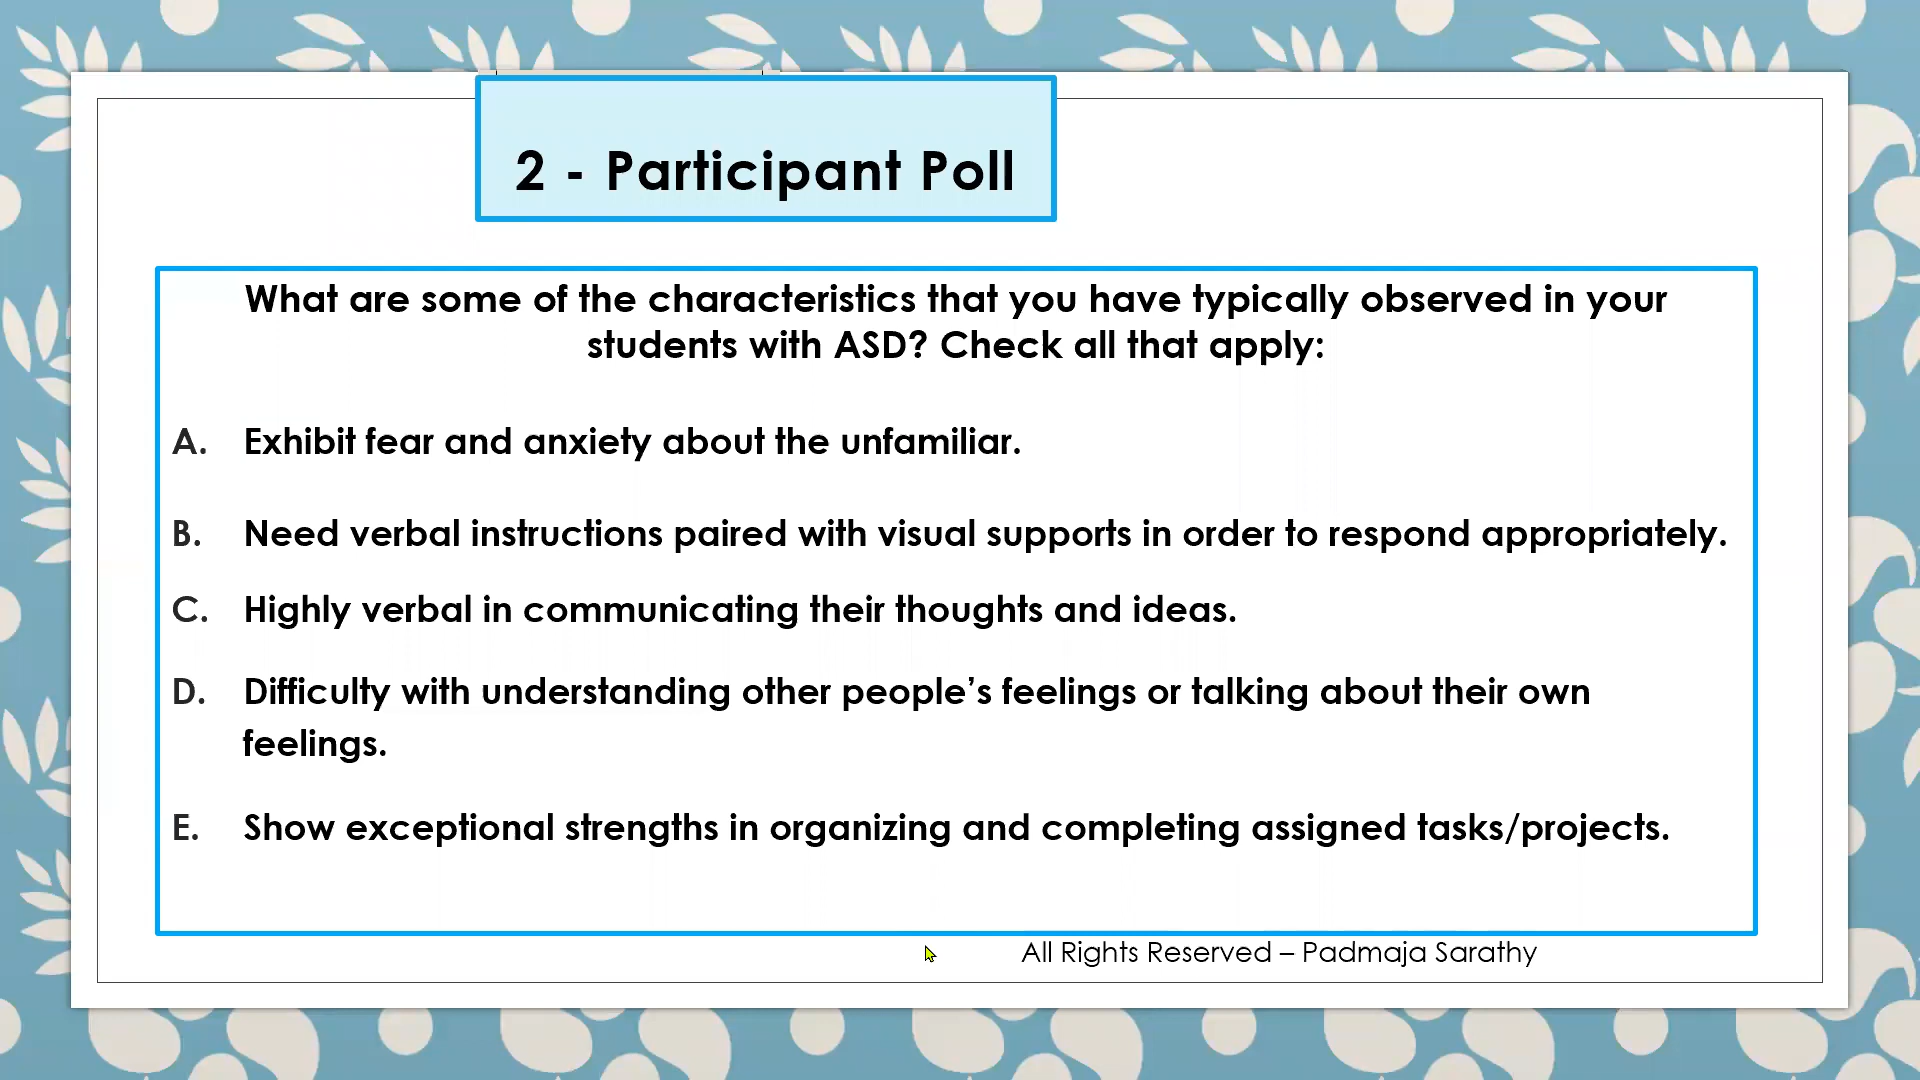 2 - Participant Poll
What are some of the characteristics that you have typically observed in your
students with ASD? Check all that apply:
A. Exhibit fear and anxiety about the unfamiliar.
B. Need verbal instructions paired with visual supports in order to respond appropriately.
C. Highly verbal in communicating their thoughts and ideas.
D. Difficulty with understanding other people’s feelings or talking about their own
feelings.
E. Show exceptional strengths in organizing and completing assigned tasks/projects.
All Rights Reserved – Padmaja Sarathy